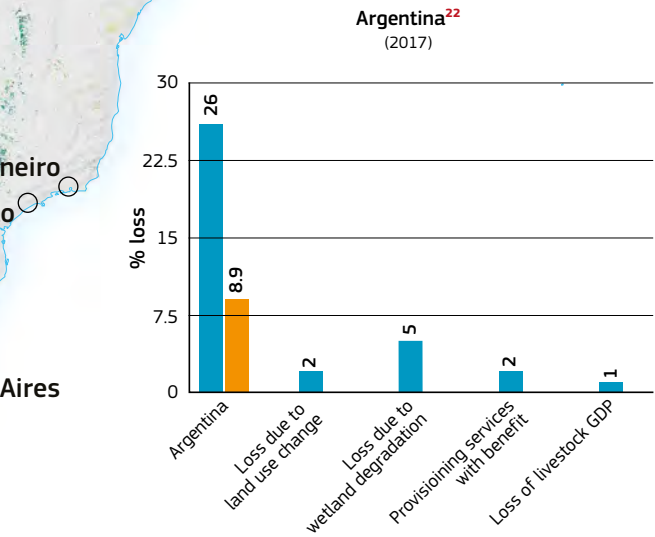 Argentina22
(2017)
neiro
o
Aires
% loss
30
22.5
15
7.5
0
26
8.9
2
5
2
1
Argentina
Loss due to
land use change
Loss due to
wetland degradation
Provisioining services
with benefit
Loss of livestock GDP